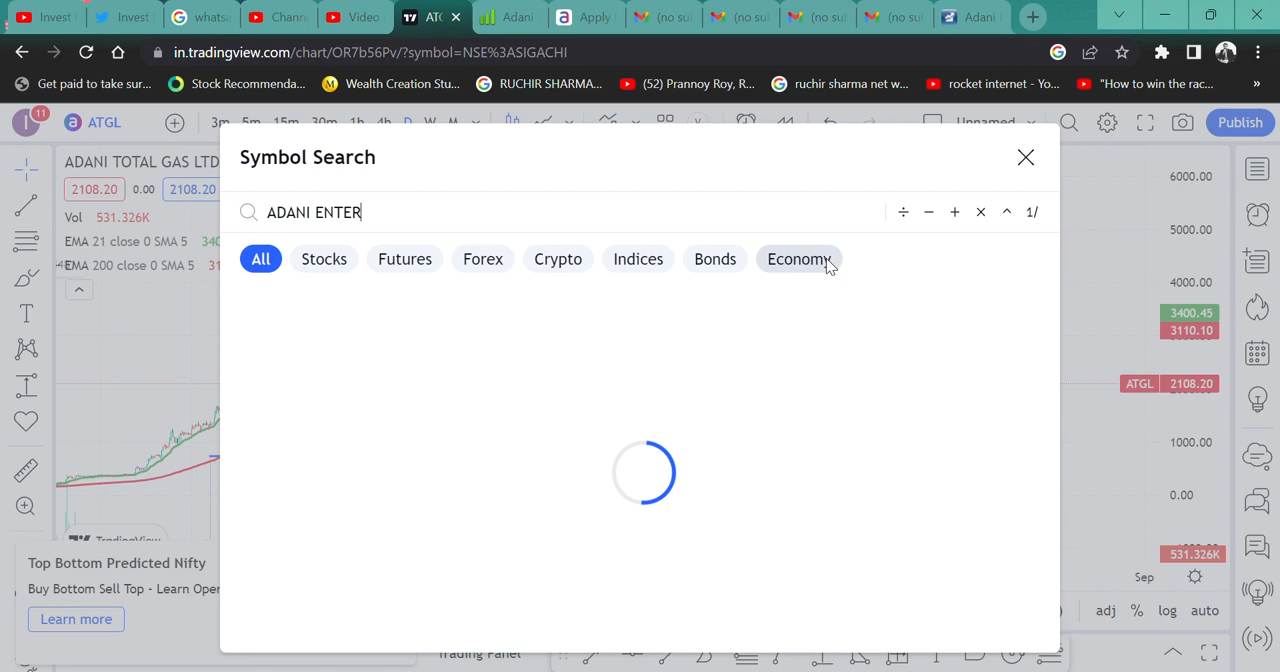 Invest
Invest
whatsa
Chann
Video
ATG
Adani
Apply
(no su
(no su
(no su
(no su
Adani
in.tradingview.com/chart/OR7b56Pv/?symbol=NSE%3ASIGACHI
Get paid to take sur...
Stock Recommenda...
Wealth Creation Stu...
RUCHIR SHARMA...
(52) Prannoy Roy, R...
ruchir sharma net w...
rocket internet - Yo...
"How to win the rac...
»
I
11
ATGL
3m 5m 15m 30m 1h 4h D W M
Unnamed
Publish
ADANI TOTAL GAS LTD
2108.20 0.00 2108.20
Vol 531.326K
EMA 21 close 0 SMA 5 340
EMA 200 close 0 SMA 5 31
Symbol Search
ADANI ENTER
÷ − + × ^ 1/
All Stocks Futures Forex Crypto Indices Bonds Economy
6000.00
5000.00
4000.00
3400.45
3110.10
ATGL 2108.20
1000.00
0.00
531.326K
Sep
adj % log auto
TradingView
Top Bottom Predicted Nifty
Buy Bottom Sell Top - Learn Oper
Learn more
Trading Panel